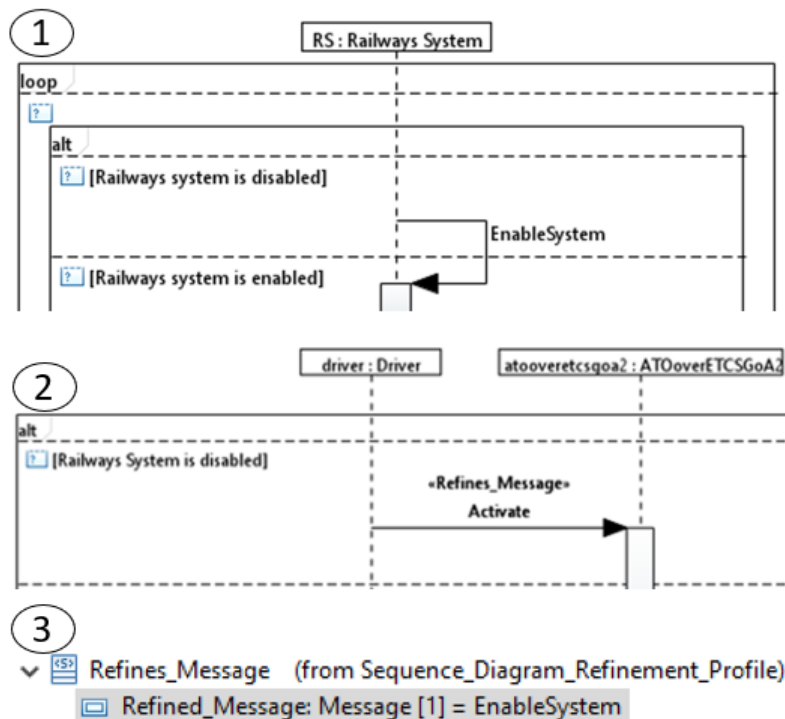 1
RS : Railways System
loop
?
alt
? [Railways system is disabled]
EnableSystem
? [Railways system is enabled]
2
driver : Driver
atooveretcsgoa2 : ATOoverETCSGoA2
alt
? [Railways System is disabled]
«Refines_Message»
Activate
3
<S> Refines_Message (from Sequence_Diagram_Refinement_Profile)
Refined_Message: Message [1] = EnableSystem